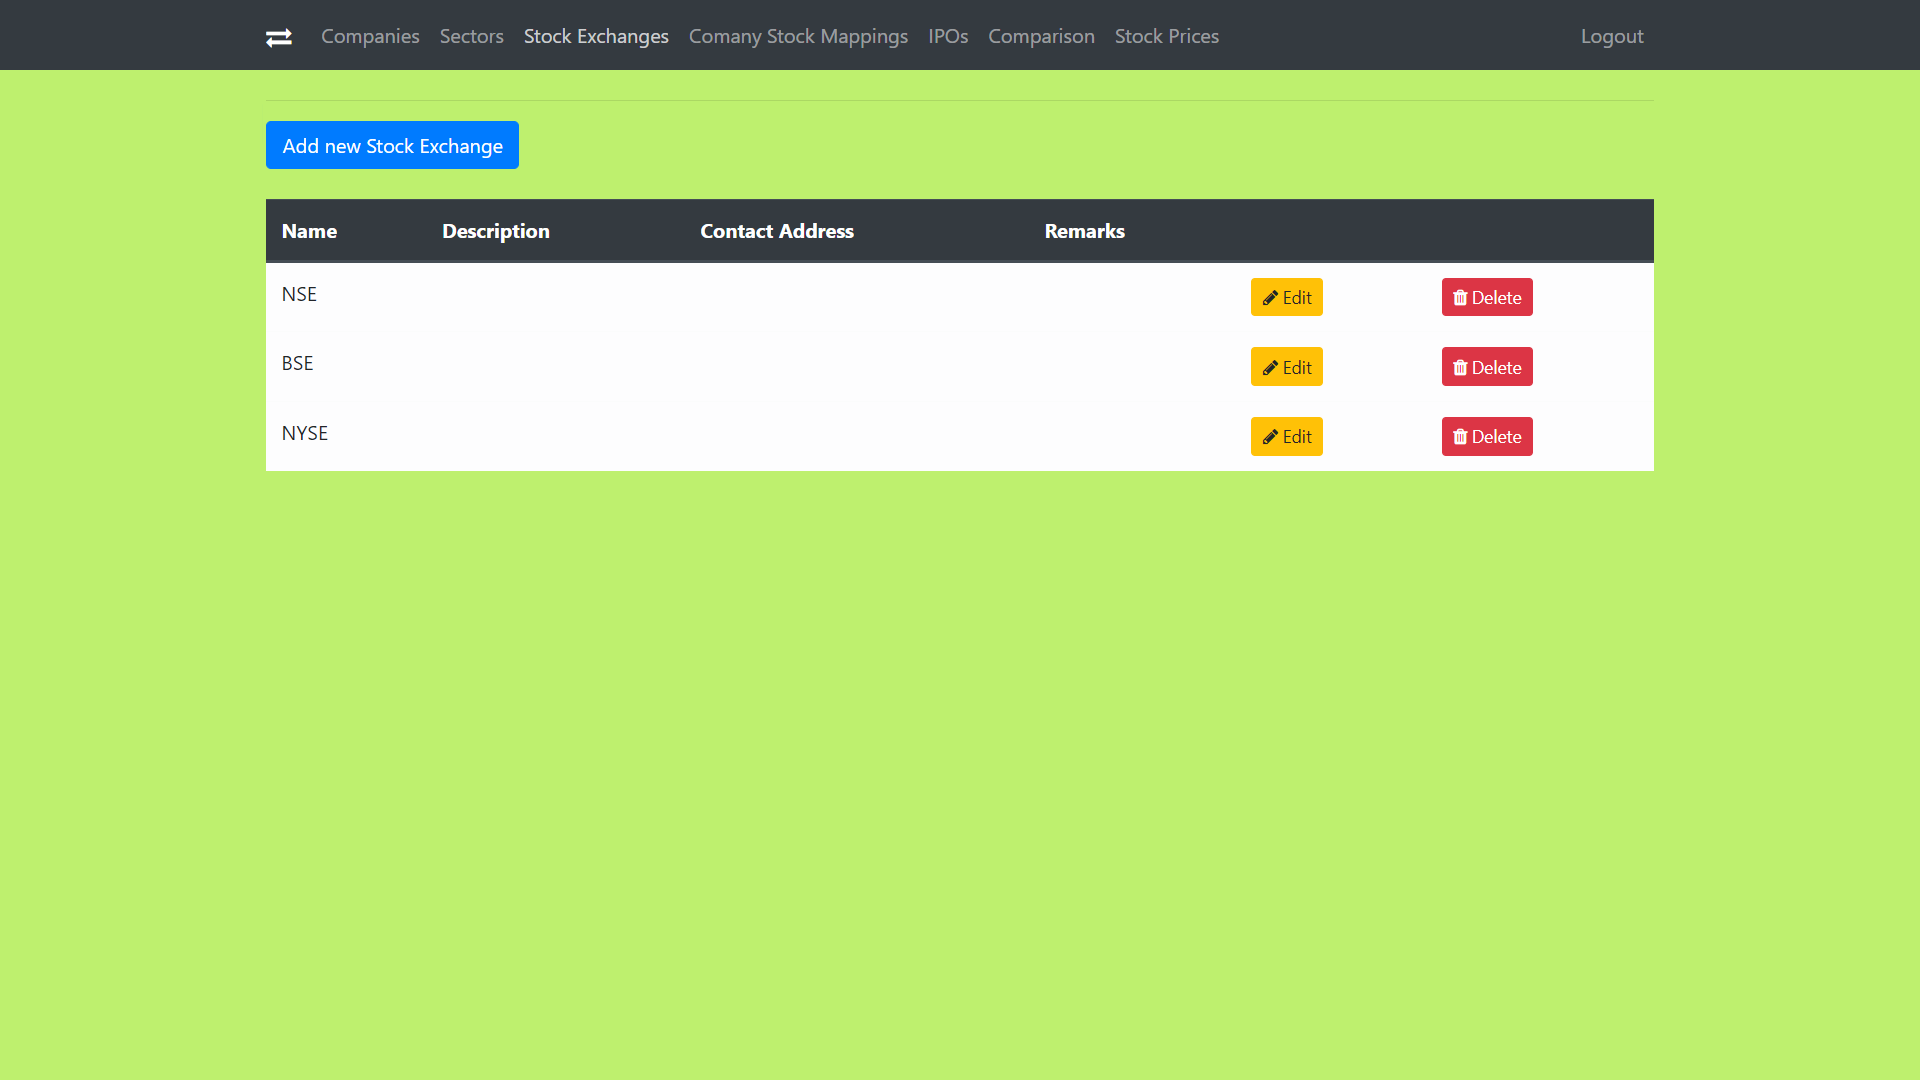 Companies Sectors Stock Exchanges Comany Stock Mappings IPOs Comparison Stock Prices Logout
Add new Stock Exchange
Name Description Contact Address Remarks
NSE Edit Delete
BSE Edit Delete
NYSE Edit Delete